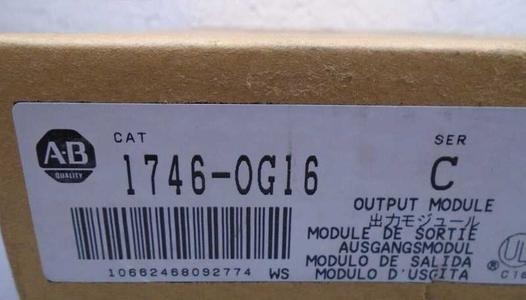 A-B
QUALITY
CAT
1746-OG16
SER
C
OUTPUT MODULE
出力モジュール
MODULE DE SORTIE
AUSGANGSMODUL
MODULO DE SALIDA
MODULO D'USCITA
10662468092774 WS
UL